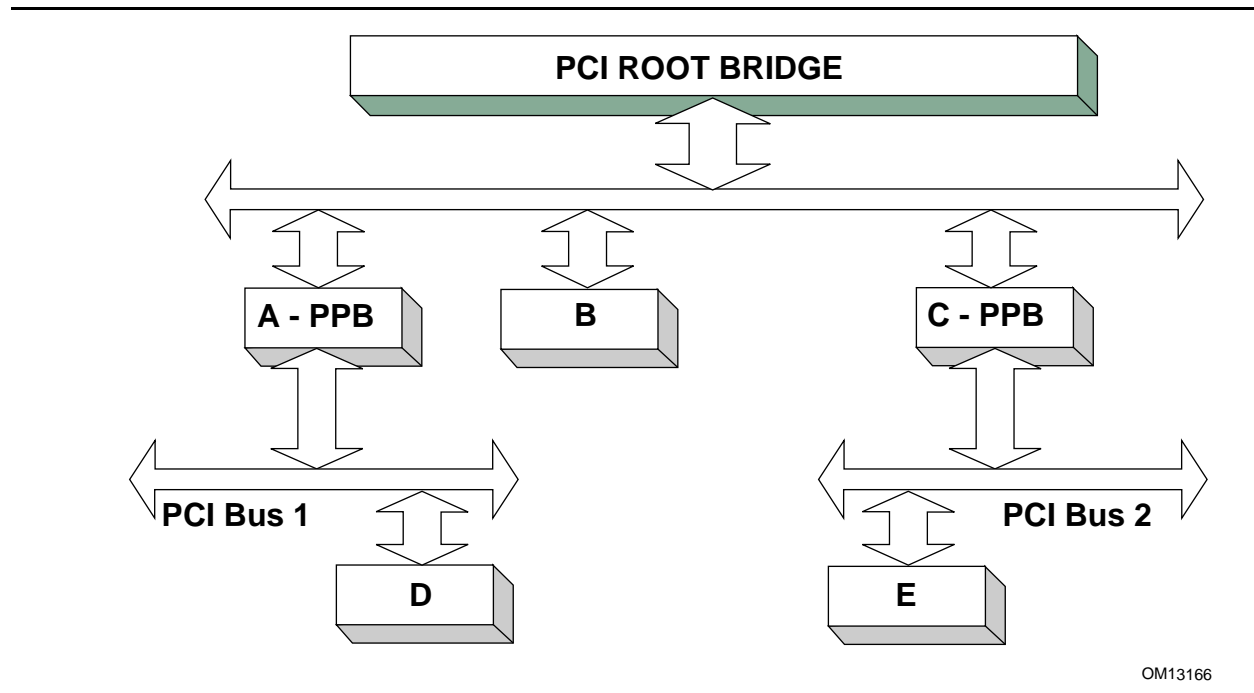 PCI ROOT BRIDGE
A - PPB
B
C - PPB
PCI Bus 1
PCI Bus 2
D
E
OM13166